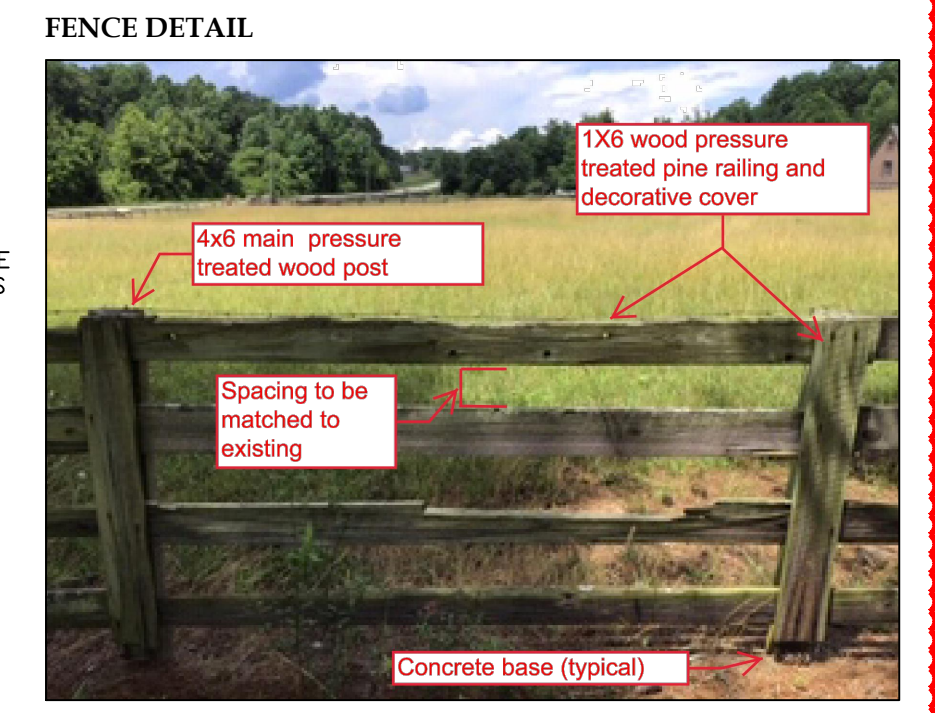 FENCE DETAIL
1X6 wood pressure
treated pine railing and
decorative cover
4x6 main pressure
treated wood post
E
S
Spacing to be
matched to
existing
Concrete base (typical)